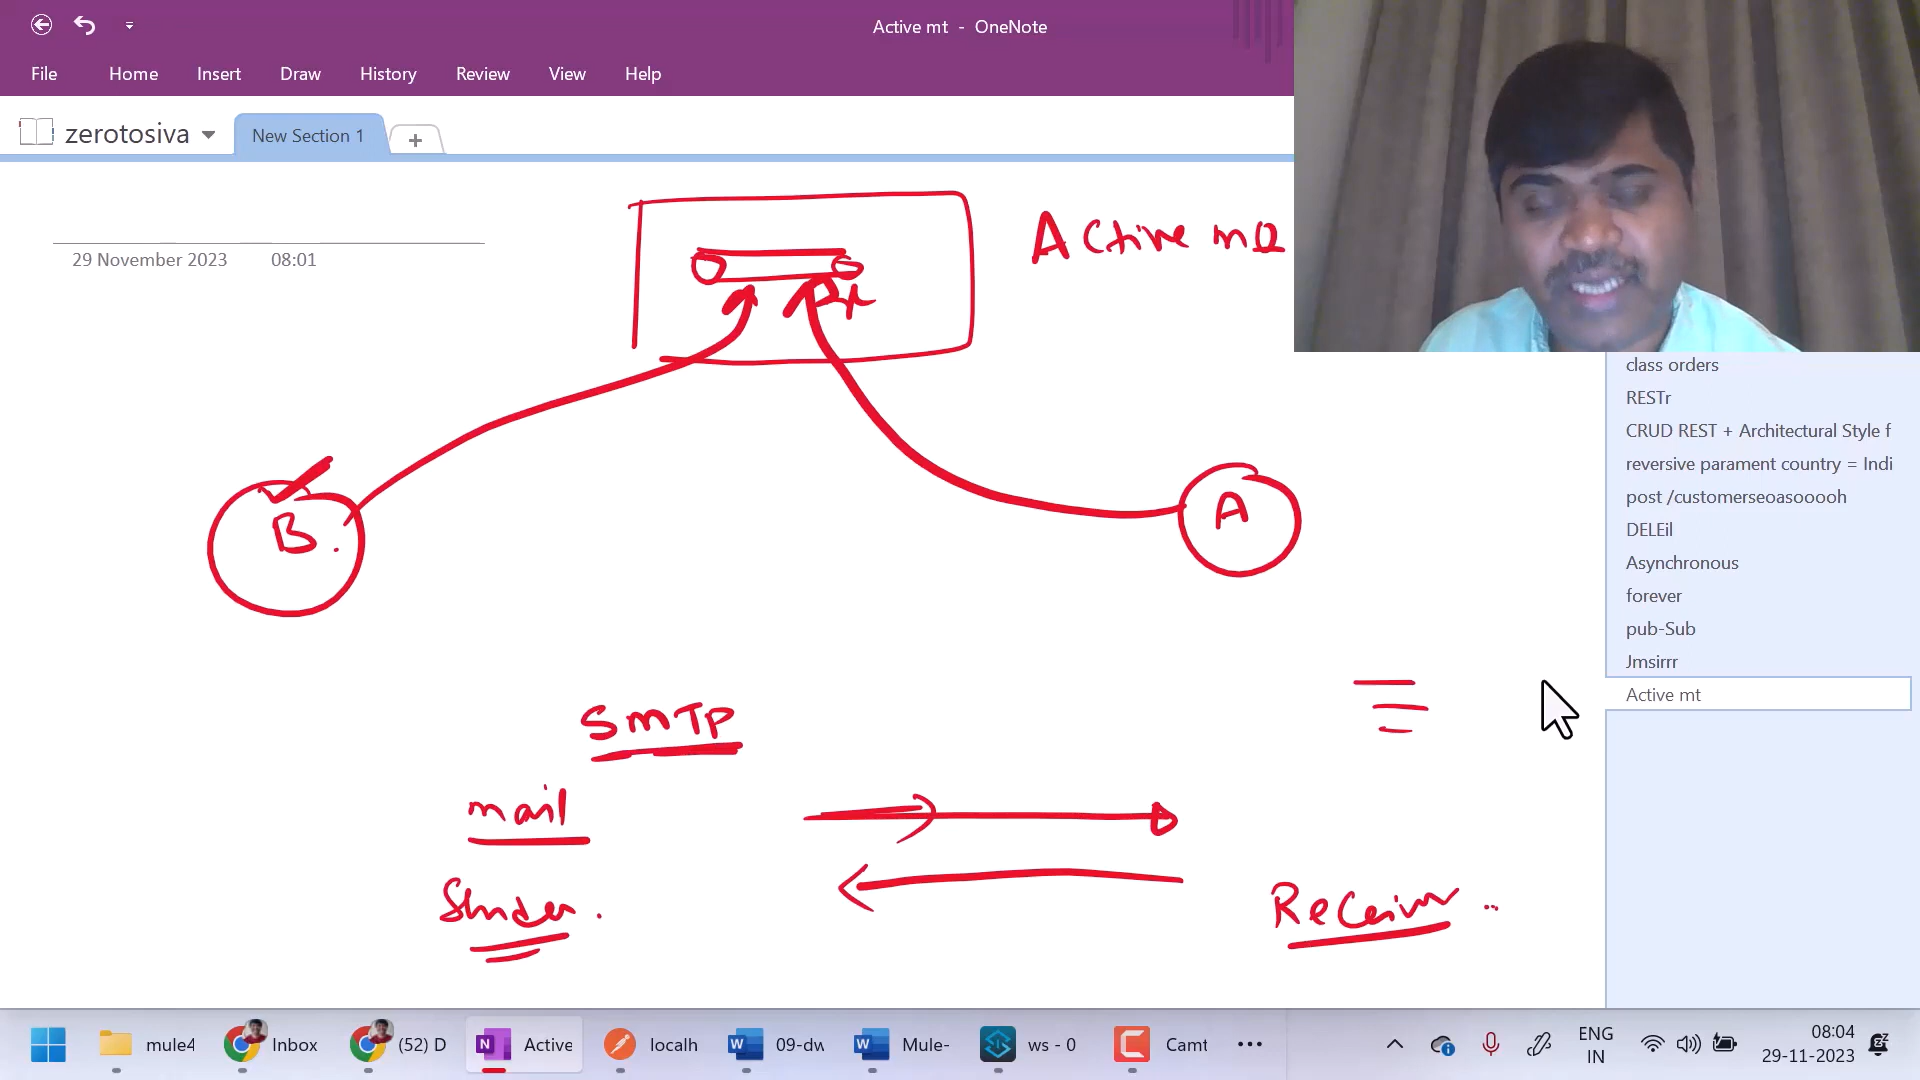 Active mt - OneNote
File Home Insert Draw History Review View Help
zerotosiva
New Section 1
29 November 2023 08:01
Active mQ
B.
A
class orders
RESTr
CRUD REST + Architectural Style f
reversive parament country = Indi
post /customerseoasooooh
DELEil
Asynchronous
forever
pub-Sub
Jmsirrr
Active mt
SMTP
mail
Sender.
Receiver ..
mule4
Inbox
(52) D
Active
localh
09-dw
Mule-
ws - 0
Camt
ENG
IN
08:04
29-11-2023